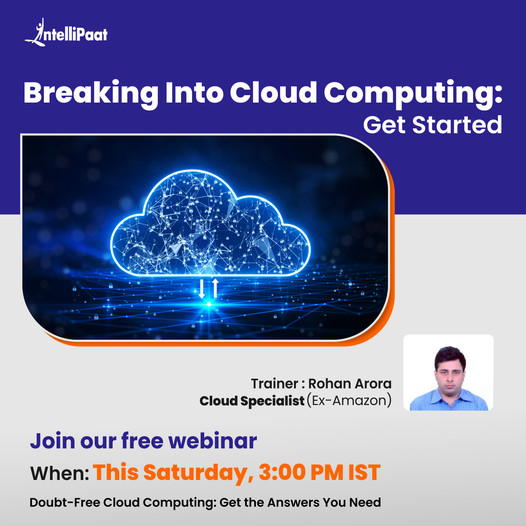 IntelliPaat
Breaking Into Cloud Computing:
Get Started
Trainer : Rohan Arora
Cloud Specialist (Ex-Amazon)
Join our free webinar
When: This Saturday, 3:00 PM IST
Doubt-Free Cloud Computing: Get the Answers You Need